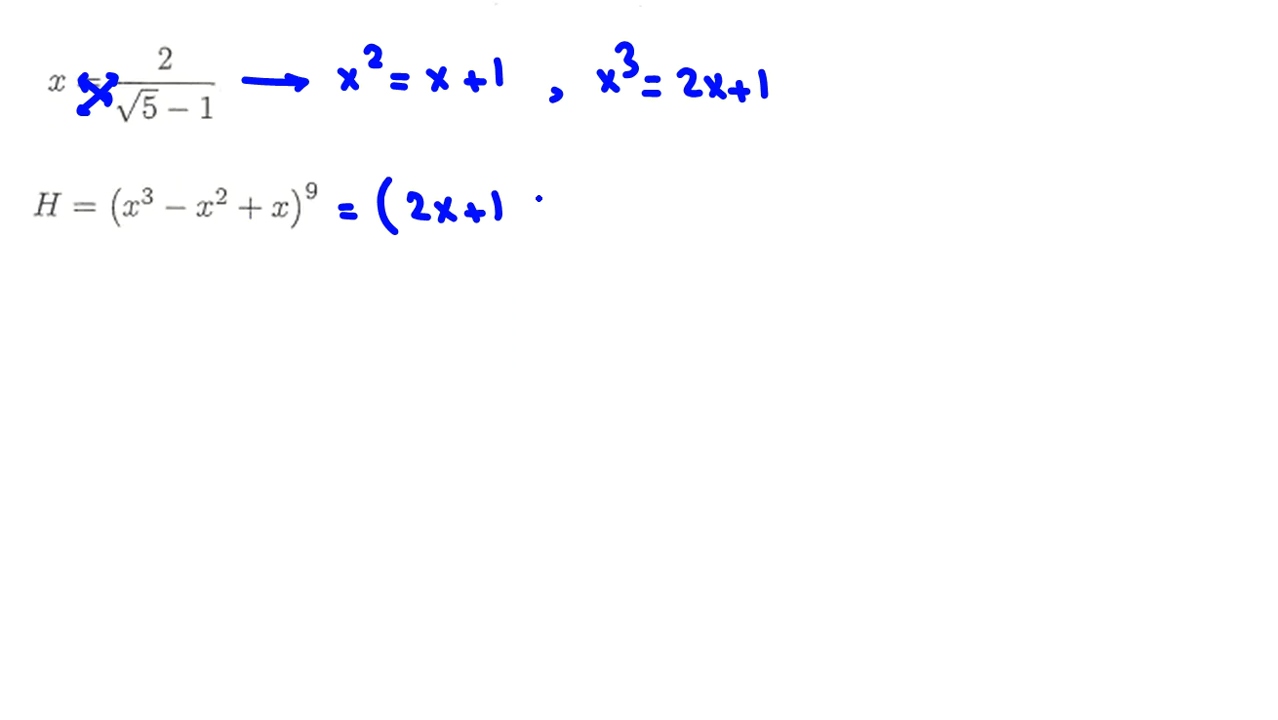 x = 2/(√5 − 1) → x² = x + 1 , x³ = 2x + 1
H = (x³ − x² + x)⁹ = (2x + 1